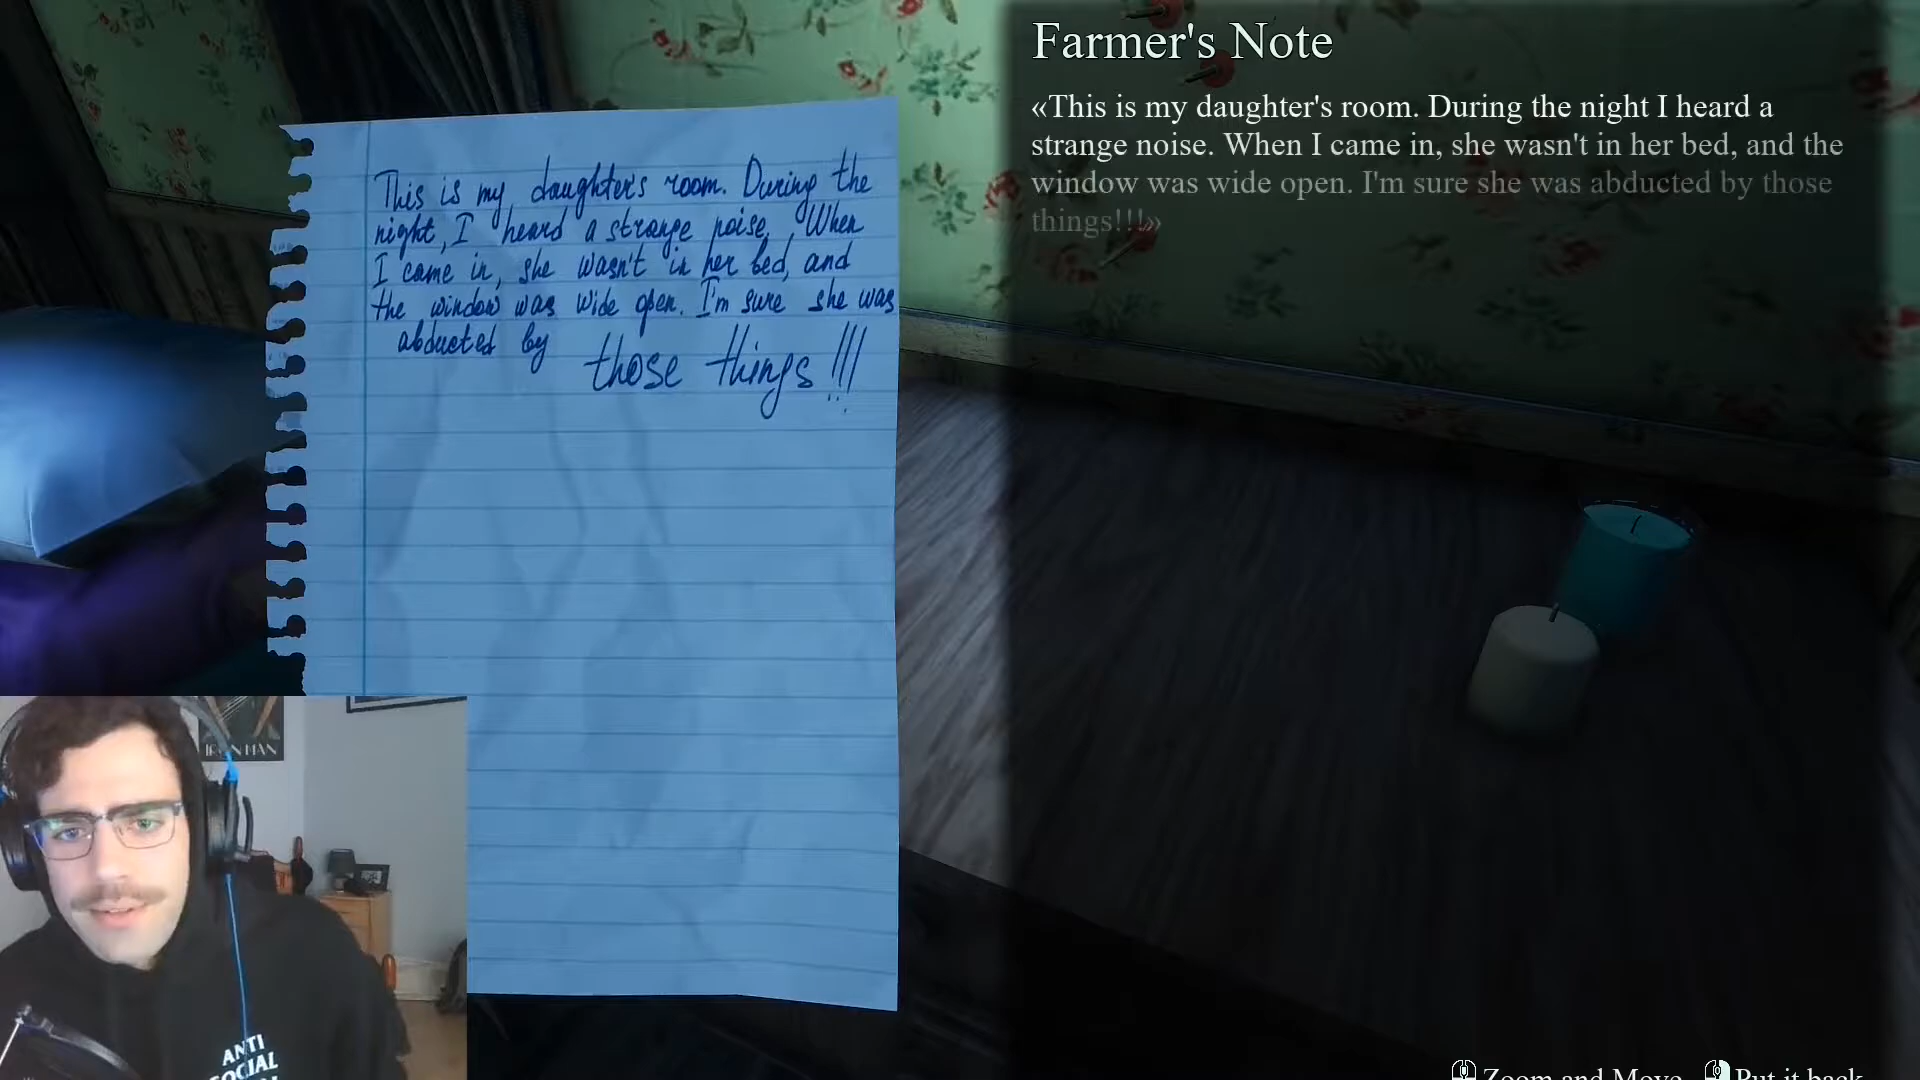 Farmer's Note
«This is my daughter's room. During the night I heard a
strange noise. When I came in, she wasn't in her bed, and the
window was wide open. I'm sure she was abducted by those
things!!!»
This is my daughter's room. During the
night, I heard a strange noise. When
I came in, she wasn't in her bed, and
the window was wide open. I'm sure she was
abducted by those things!!!
IRON MAN
ANTI
SOCIAL
Zoom and Move
Put it back